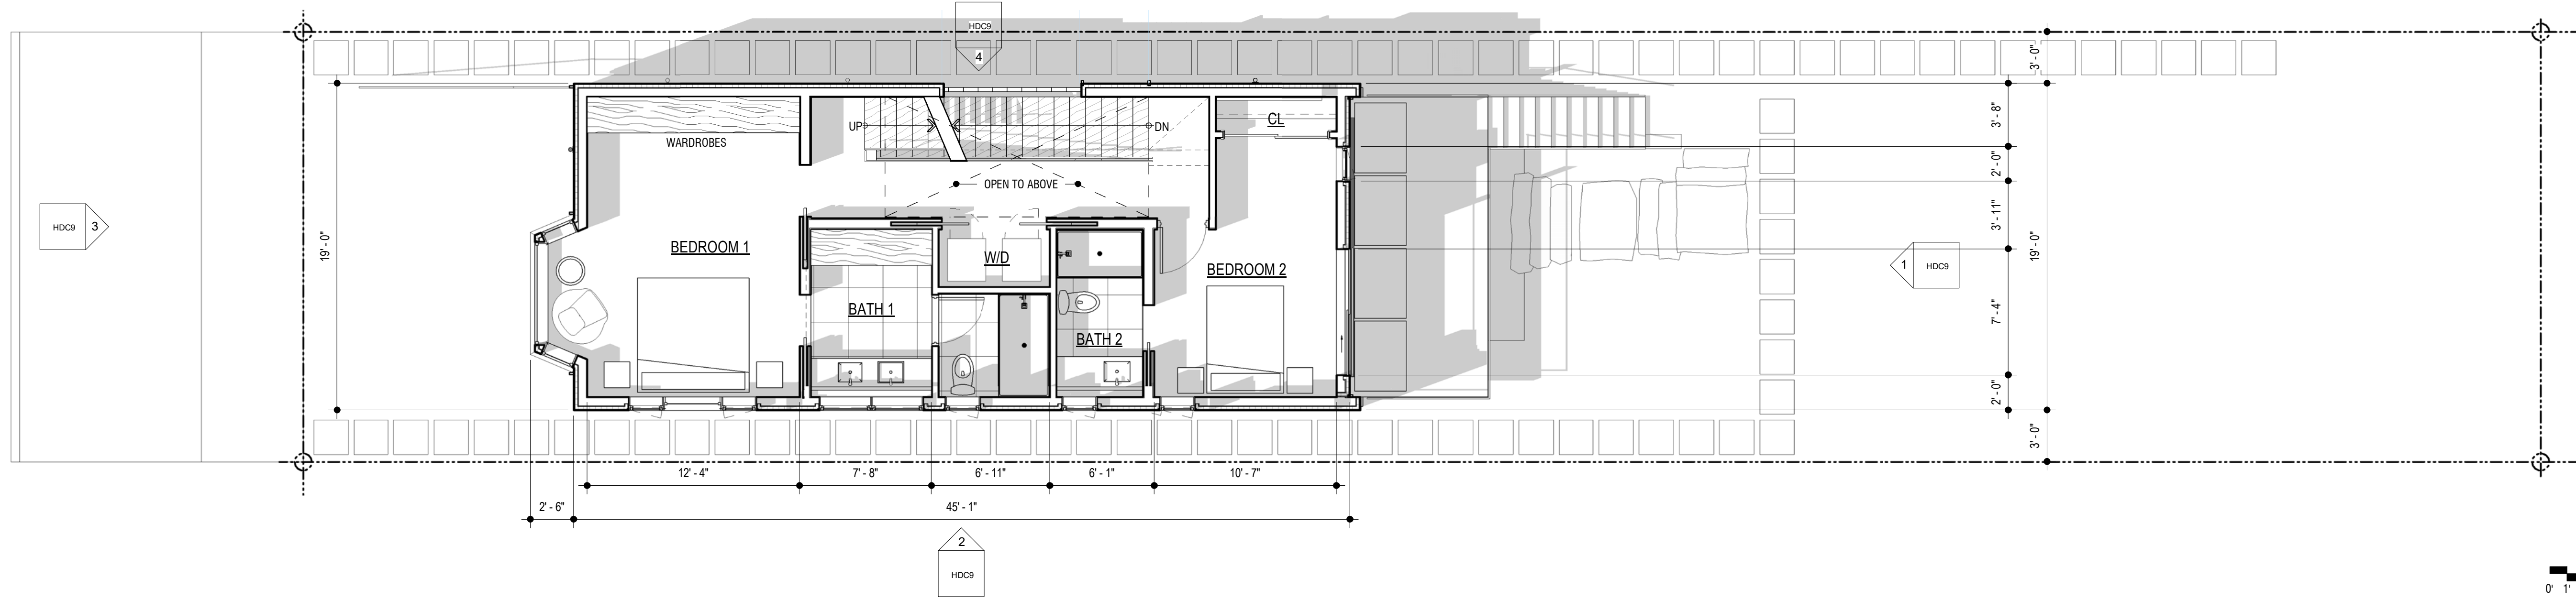 HDC9
4
3' - 0"
UP
DN
CL
3' - 8"
WARDROBES
2' - 0"
OPEN TO ABOVE
HDC9
3
3' - 11"
19' - 0"
19' - 0"
BEDROOM 1
W/D
BEDROOM 2
1
HDC9
BATH 1
BATH 2
7' - 4"
2' - 0"
3' - 0"
12' - 4"
7' - 8"
6' - 11"
6' - 1"
10' - 7"
2' - 6"
45' - 1"
2
HDC9
0' 1'